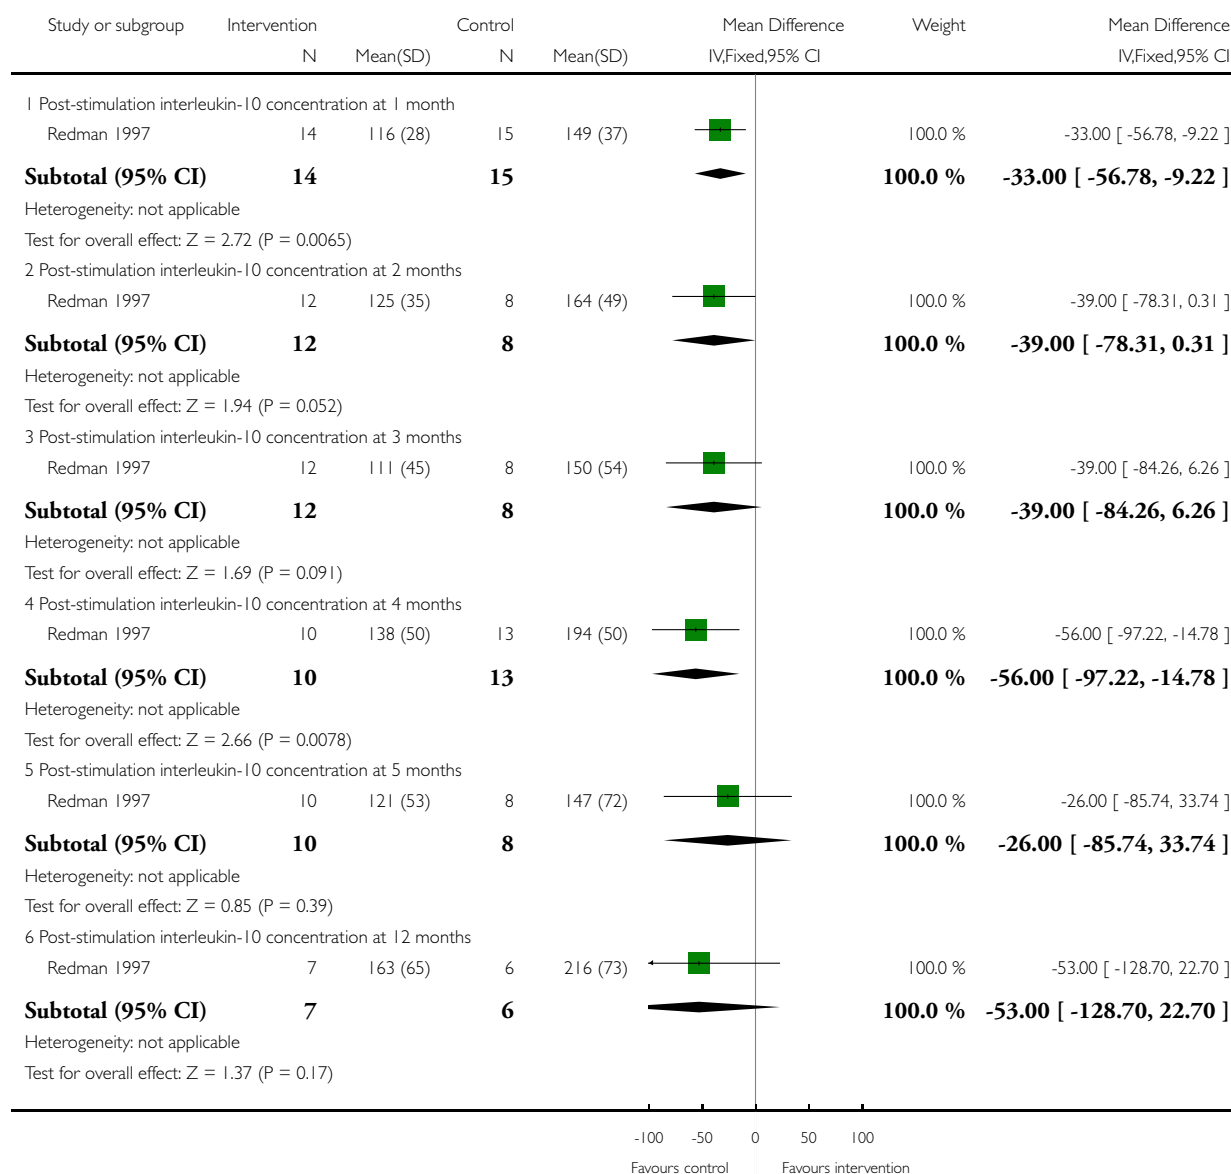 Study or subgroup Intervention Control Mean Difference Weight Mean Difference
N Mean(SD) N Mean(SD) IV,Fixed,95% CI IV,Fixed,95% CI
1 Post-stimulation interleukin-10 concentration at 1 month
Redman 1997 14 116 (28) 15 149 (37) 100.0 % -33.00 [ -56.78, -9.22 ]
Subtotal (95% CI) 14 15 100.0 % -33.00 [ -56.78, -9.22 ]
Heterogeneity: not applicable
Test for overall effect: Z = 2.72 (P = 0.0065)
2 Post-stimulation interleukin-10 concentration at 2 months
Redman 1997 12 125 (35) 8 164 (49) 100.0 % -39.00 [ -78.31, 0.31 ]
Subtotal (95% CI) 12 8 100.0 % -39.00 [ -78.31, 0.31 ]
Heterogeneity: not applicable
Test for overall effect: Z = 1.94 (P = 0.052)
3 Post-stimulation interleukin-10 concentration at 3 months
Redman 1997 12 111 (45) 8 150 (54) 100.0 % -39.00 [ -84.26, 6.26 ]
Subtotal (95% CI) 12 8 100.0 % -39.00 [ -84.26, 6.26 ]
Heterogeneity: not applicable
Test for overall effect: Z = 1.69 (P = 0.091)
4 Post-stimulation interleukin-10 concentration at 4 months
Redman 1997 10 138 (50) 13 194 (50) 100.0 % -56.00 [ -97.22, -14.78 ]
Subtotal (95% CI) 10 13 100.0 % -56.00 [ -97.22, -14.78 ]
Heterogeneity: not applicable
Test for overall effect: Z = 2.66 (P = 0.0078)
5 Post-stimulation interleukin-10 concentration at 5 months
Redman 1997 10 121 (53) 8 147 (72) 100.0 % -26.00 [ -85.74, 33.74 ]
Subtotal (95% CI) 10 8 100.0 % -26.00 [ -85.74, 33.74 ]
Heterogeneity: not applicable
Test for overall effect: Z = 0.85 (P = 0.39)
6 Post-stimulation interleukin-10 concentration at 12 months
Redman 1997 7 163 (65) 6 216 (73) 100.0 % -53.00 [ -128.70, 22.70 ]
Subtotal (95% CI) 7 6 100.0 % -53.00 [ -128.70, 22.70 ]
Heterogeneity: not applicable
Test for overall effect: Z = 1.37 (P = 0.17)
-100 -50 0 50 100
Favours control Favours intervention